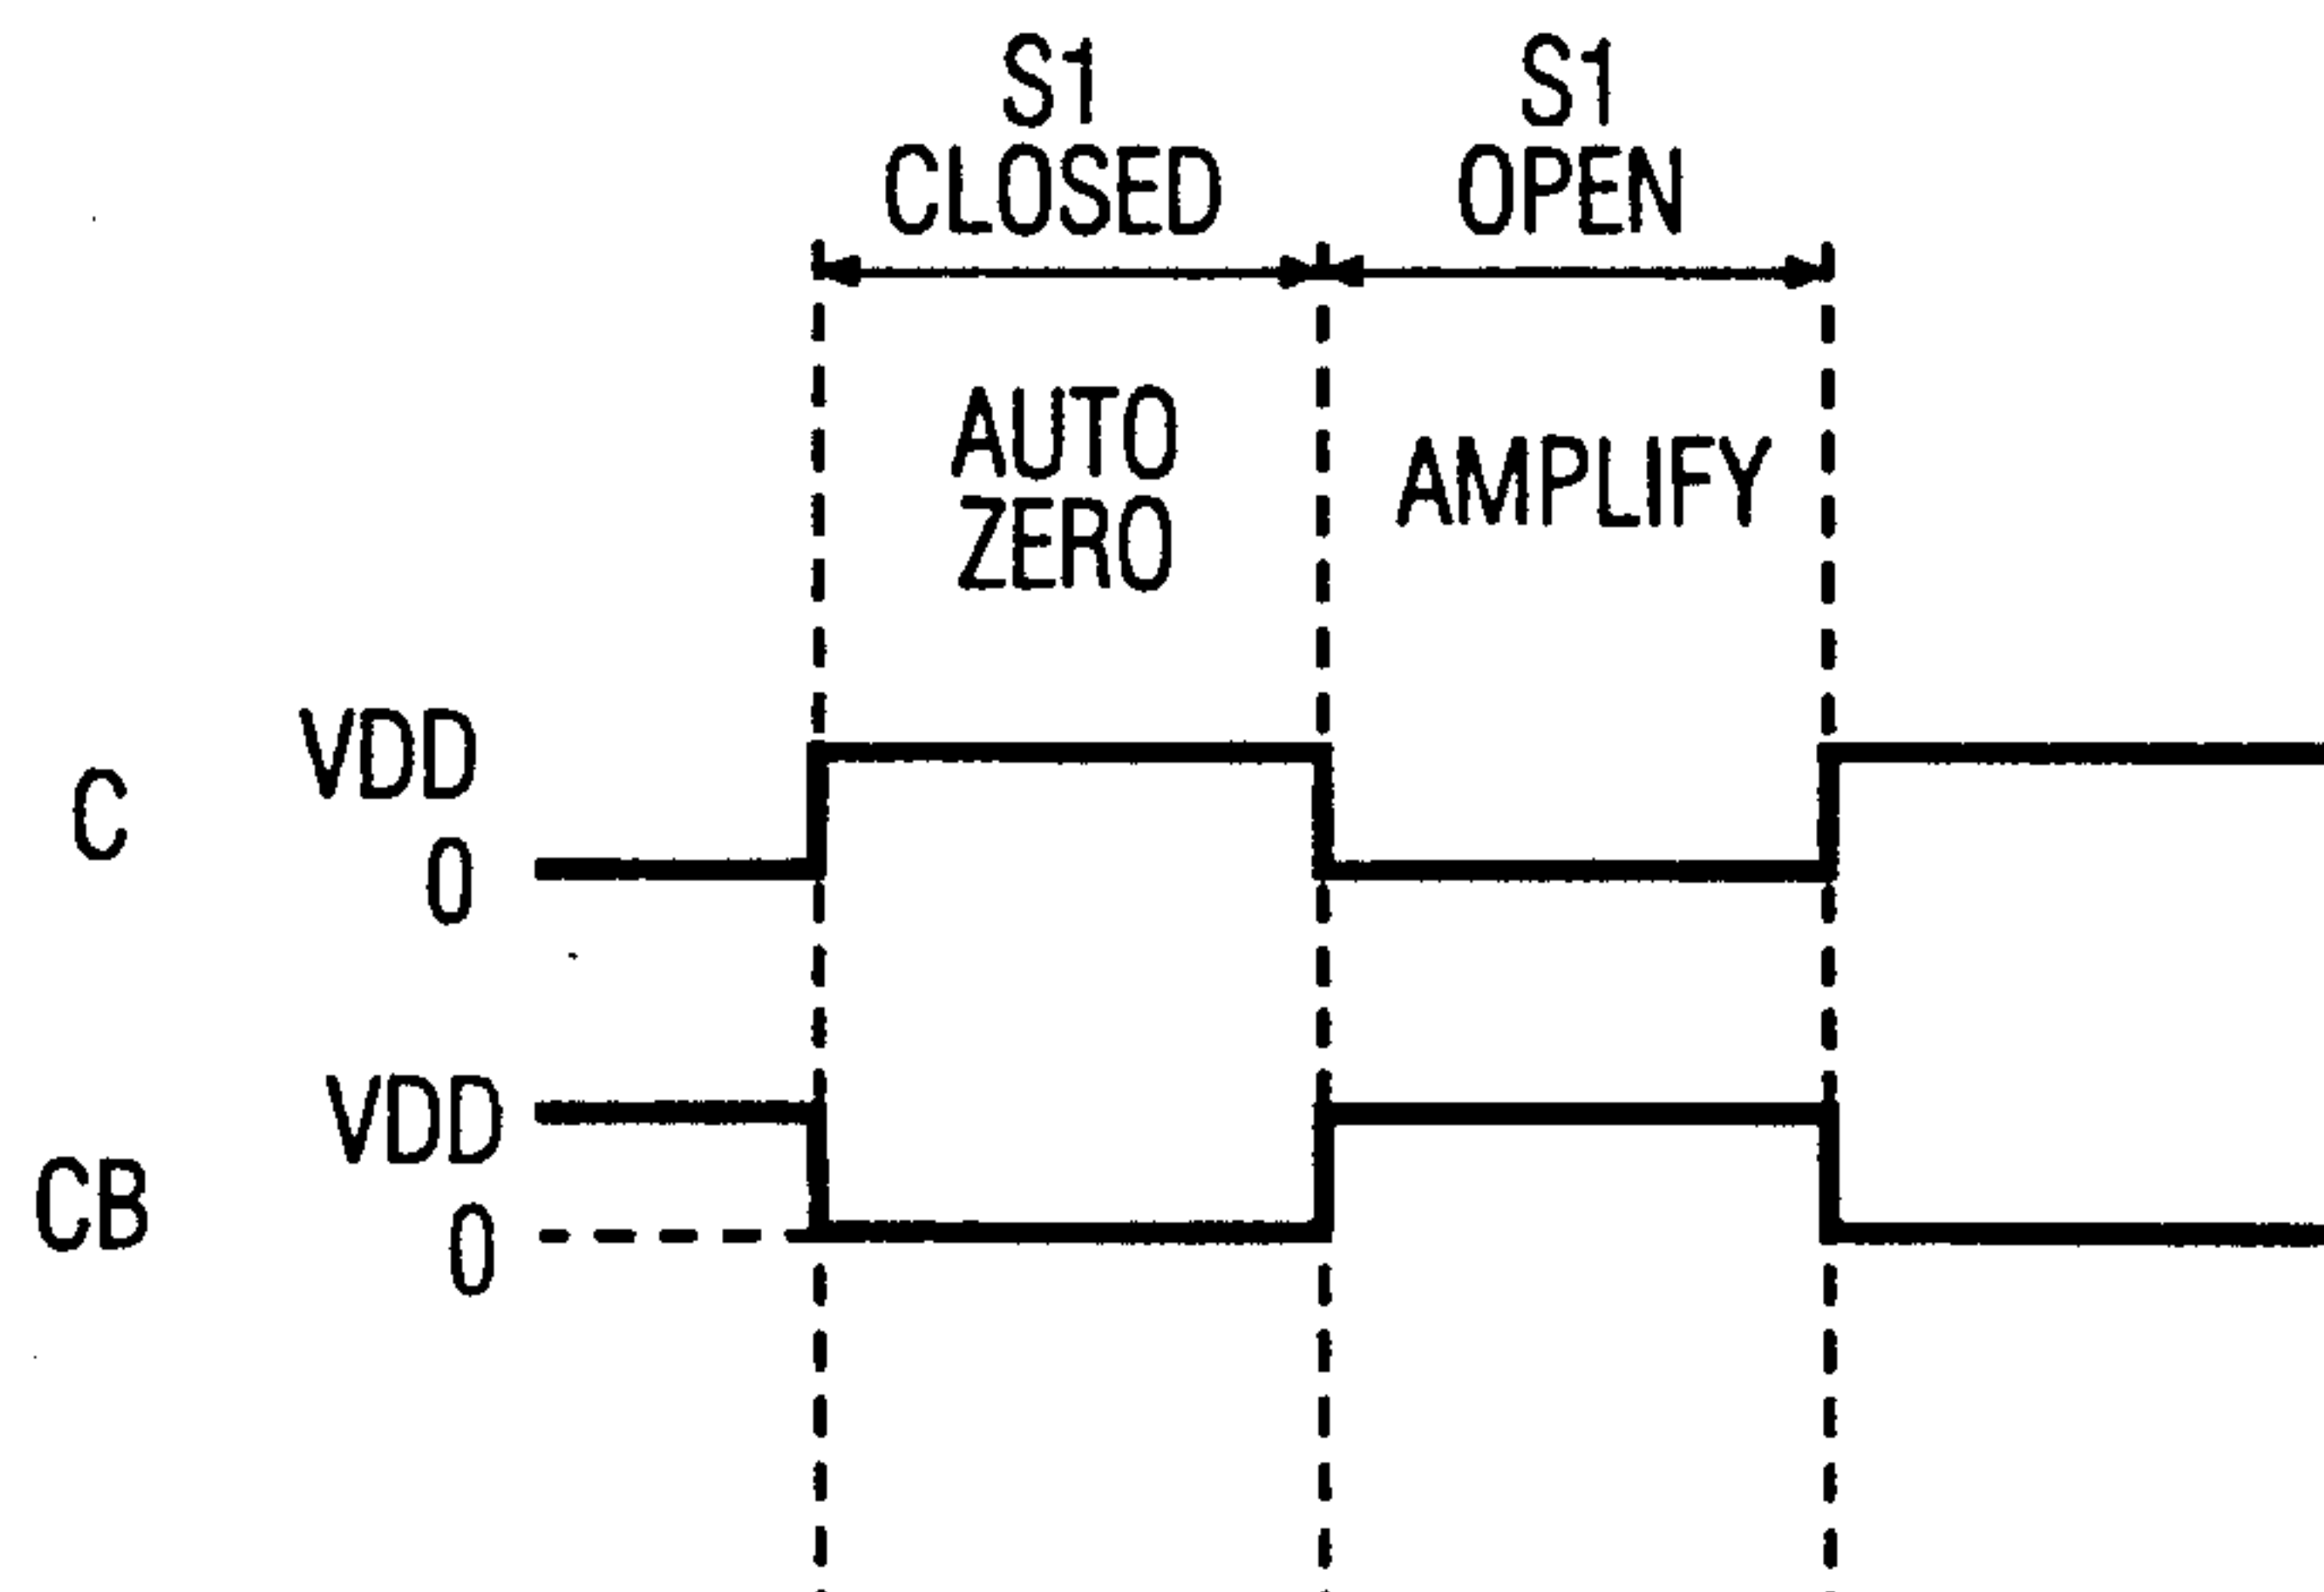 S1
CLOSED
S1
OPEN
AUTO
ZERO
AMPLIFY
C
VDD
0
CB
VDD
0